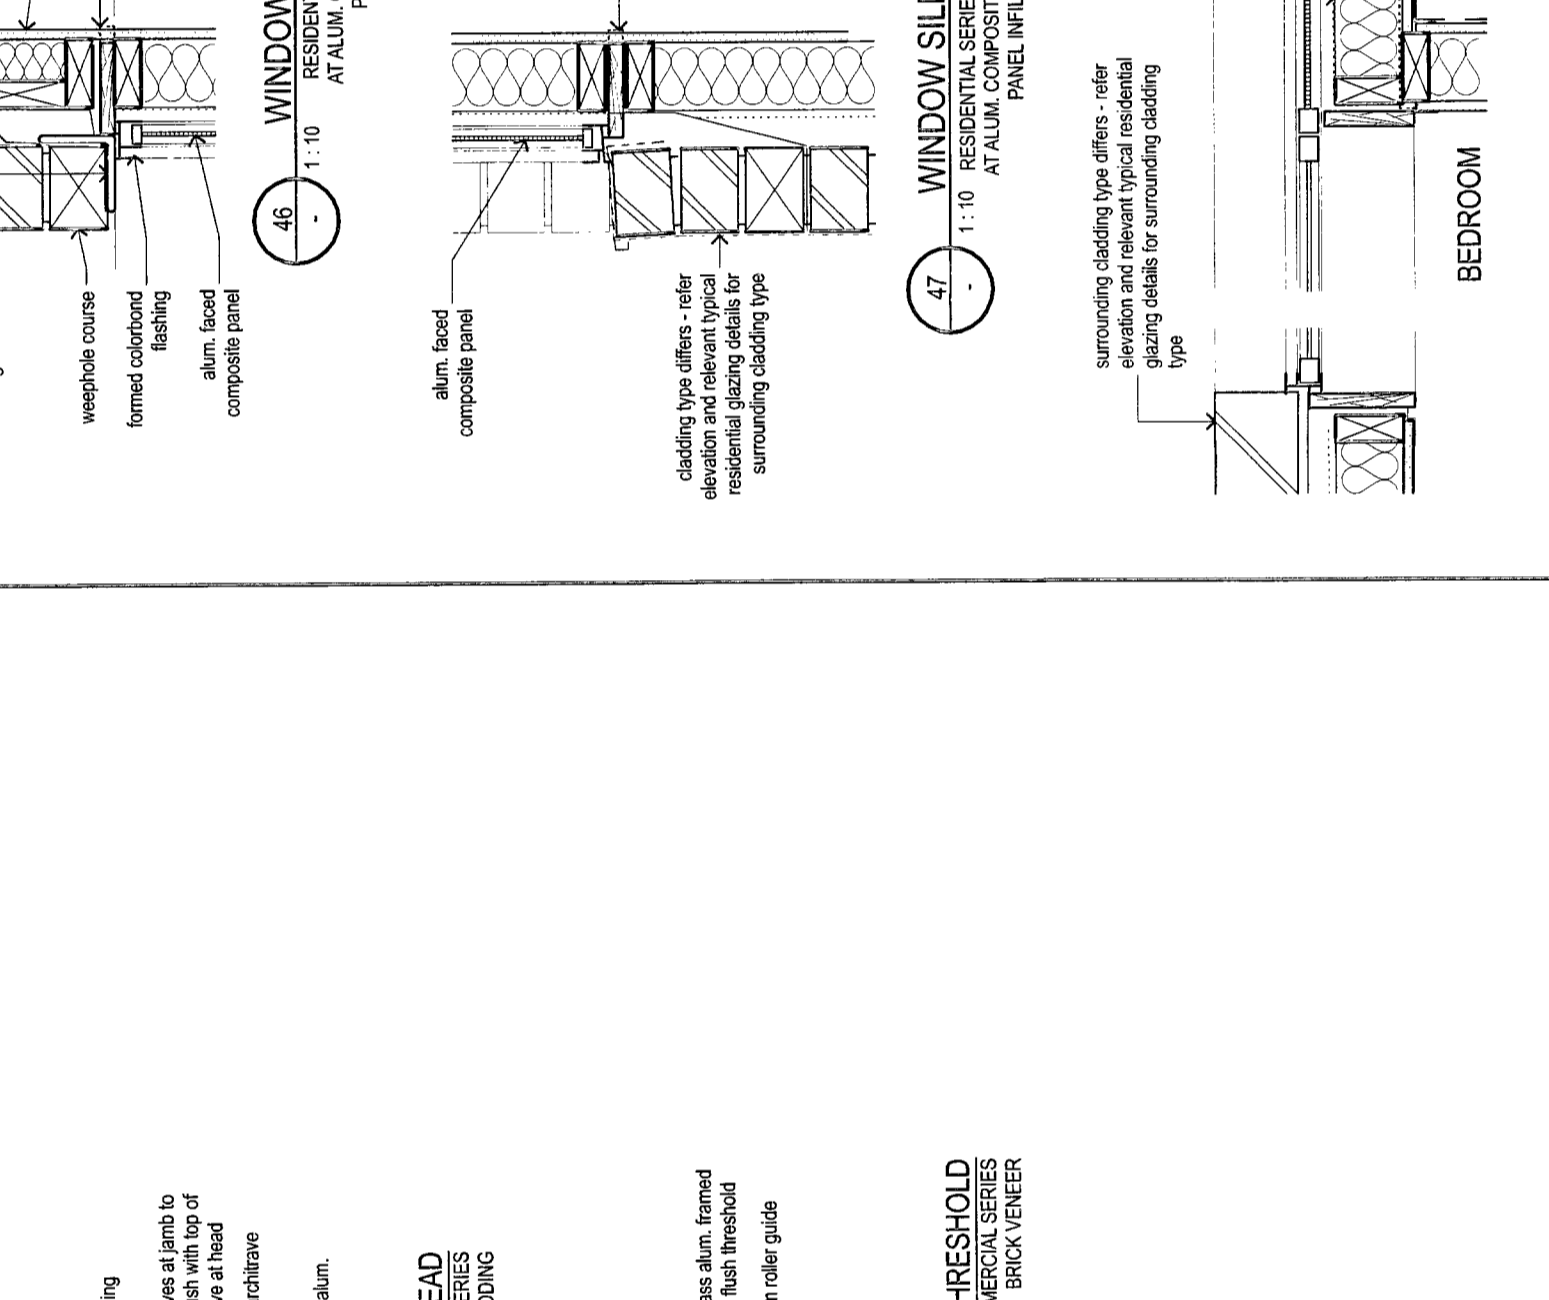 weephole course
formed colorbond
flashing
alum. faced
composite panel
46
-
1 : 10
WINDOW
RESIDENT
AT ALUM.
alum. faced
composite panel
cladding type differs - refer
elevation and relevant typical
residential glazing details for
surrounding cladding type
47
-
1 : 10
WINDOW SILL
RESIDENTIAL SERIE
AT ALUM. COMPOSIT
PANEL INFIL
surrounding cladding type differs - refer
elevation and relevant typical residential
glazing details for surrounding cladding
type
BEDROOM
ing
ves at jamb to
sh with top of
ve at head
rchitrave
alum.
EAD
ERIES
DDING
ass alum. framed
flush threshold
n roller guide
HRESHOLD
MERCIAL SERIES
BRICK VENEER